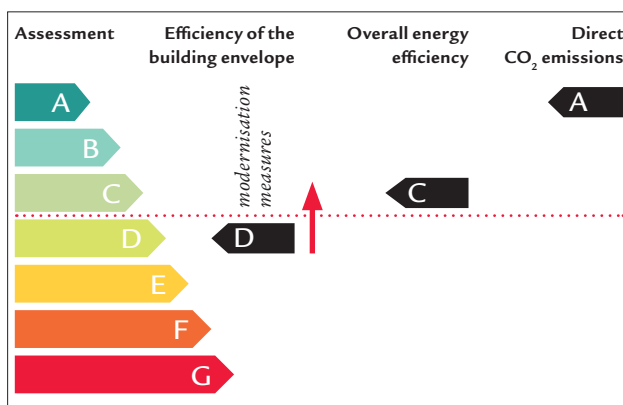 Assessment
Efficiency of the
building envelope
Overall energy
efficiency
Direct
CO₂ emissions
A
A
B
modernisation
measures
C
C
D
D
E
F
G